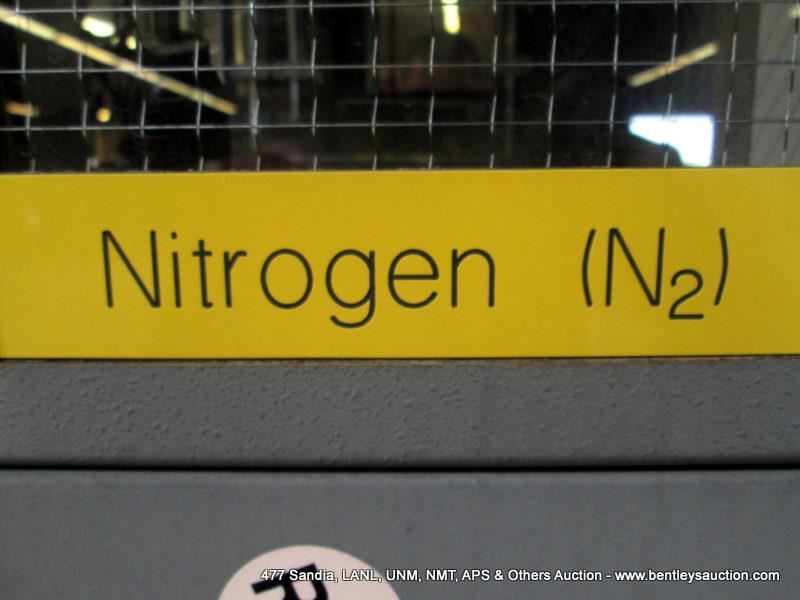 Nitrogen (N₂)
R
477 Sandia, LANL, UNM, NMT, APS & Others Auction - www.bentleysauction.com